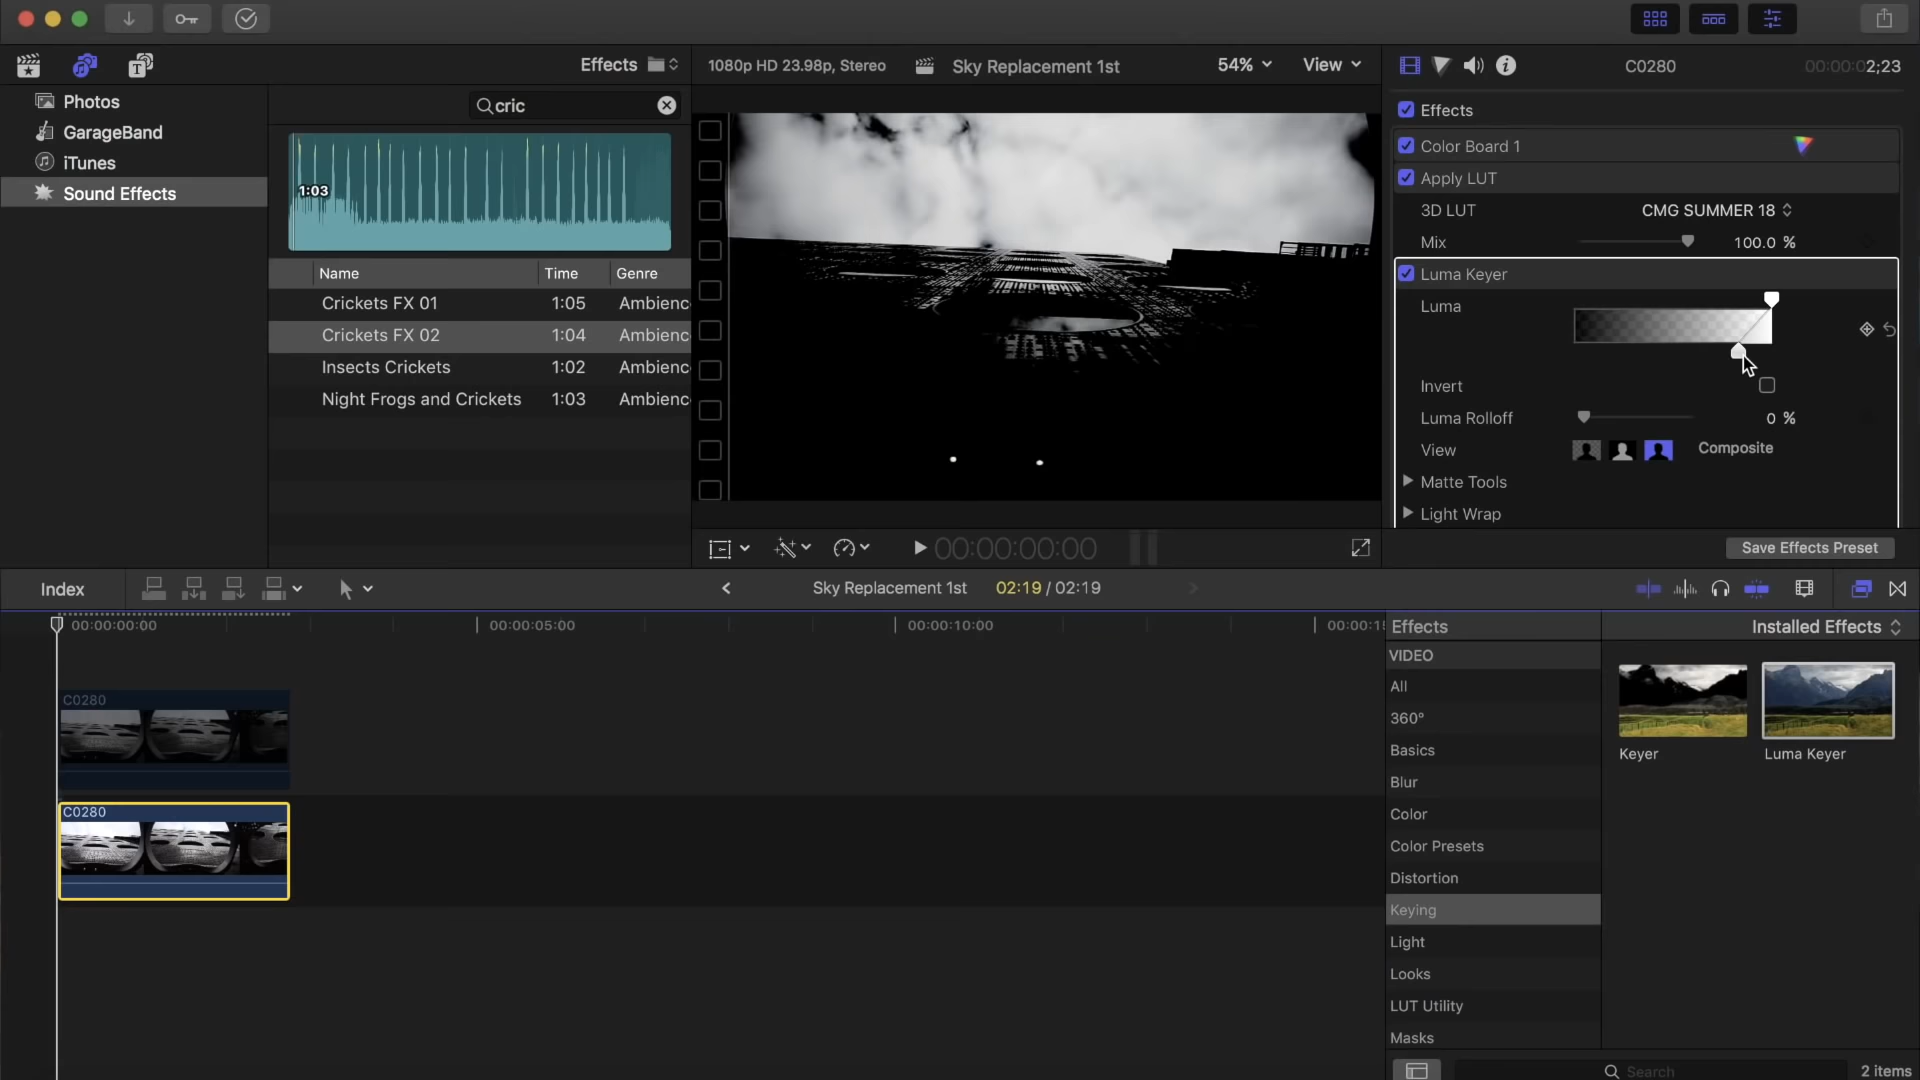 Effects
1080p HD 23.98p, Stereo
Sky Replacement 1st
54%
View
C0280
00:00:02;23
Photos
GarageBand
iTunes
Sound Effects
cric
1:03
Name Time Genre
Crickets FX 01 1:05 Ambienc
Crickets FX 02 1:04 Ambienc
Insects Crickets 1:02 Ambienc
Night Frogs and Crickets 1:03 Ambienc
Effects
Color Board 1
Apply LUT
3D LUT CMG SUMMER 18
Mix 100.0 %
Luma Keyer
Luma
Invert
Luma Rolloff 0 %
View Composite
Matte Tools
Light Wrap
00:00:00:00
Save Effects Preset
Index
Sky Replacement 1st 02:19 / 02:19
00:00:00:00 00:00:05:00 00:00:10:00 00:00:15
C0280
C0280
Effects
Installed Effects
VIDEO
All
360°
Basics
Blur
Color
Color Presets
Distortion
Keying
Light
Looks
LUT Utility
Masks
Keyer
Luma Keyer
Search
2 items